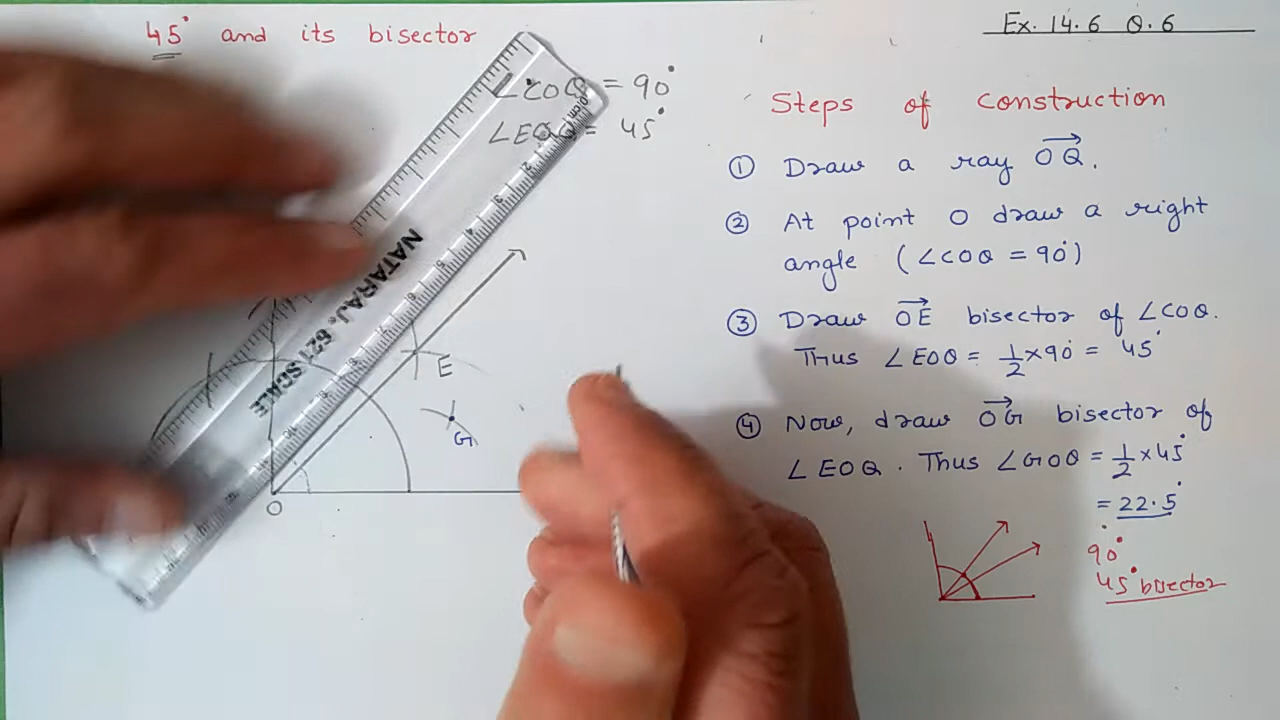 45° and its bisector
∠COQ = 90°
∠EOQ = 45°
NATARAJ. 621 SCALE
E
G
O
Ex. 14.6 Q.6
Steps of construction
① Draw a ray OQ→.
② At point O draw a right
angle (∠COQ = 90°)
③ Draw OE→ bisector of ∠COQ.
Thus ∠EOQ = 1/2 × 90° = 45°
④ Now, draw OG→ bisector of
∠EOQ. Thus ∠GOQ = 1/2 × 45°
= 22.5°
90°
45° bisector